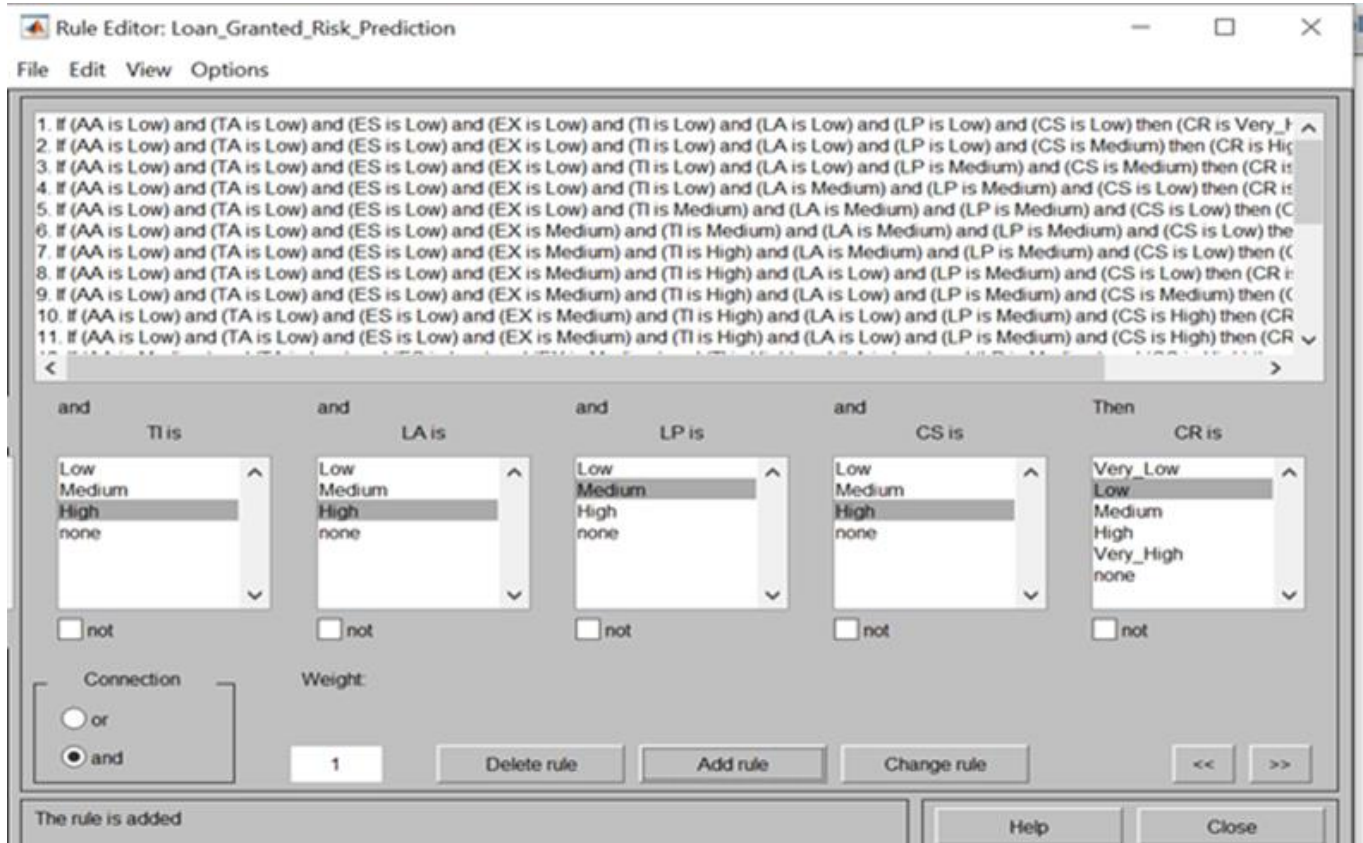 Rule Editor: Loan_Granted_Risk_Prediction
File Edit View Options
1. If (AA is Low) and (TA is Low) and (ES is Low) and (EX is Low) and (TI is Low) and (LA is Low) and (LP is Low) and (CS is Low) then (CR is Very_H
2. If (AA is Low) and (TA is Low) and (ES is Low) and (EX is Low) and (TI is Low) and (LA is Low) and (LP is Low) and (CS is Medium) then (CR is Hig
3. If (AA is Low) and (TA is Low) and (ES is Low) and (EX is Low) and (TI is Low) and (LA is Low) and (LP is Medium) and (CS is Medium) then (CR is
4. If (AA is Low) and (TA is Low) and (ES is Low) and (EX is Low) and (TI is Low) and (LA is Medium) and (LP is Medium) and (CS is Low) then (CR is
5. If (AA is Low) and (TA is Low) and (ES is Low) and (EX is Low) and (TI is Medium) and (LA is Medium) and (LP is Medium) and (CS is Low) then (C
6. If (AA is Low) and (TA is Low) and (ES is Low) and (EX is Medium) and (TI is Medium) and (LA is Medium) and (LP is Medium) and (CS is Low) the
7. If (AA is Low) and (TA is Low) and (ES is Low) and (EX is Medium) and (TI is High) and (LA is Medium) and (LP is Medium) and (CS is Low) then (C
8. If (AA is Low) and (TA is Low) and (ES is Low) and (EX is Medium) and (TI is High) and (LA is Low) and (LP is Medium) and (CS is Low) then (CR is
9. If (AA is Low) and (TA is Low) and (ES is Low) and (EX is Medium) and (TI is High) and (LA is Low) and (LP is Medium) and (CS is Medium) then (C
10. If (AA is Low) and (TA is Low) and (ES is Low) and (EX is Medium) and (TI is High) and (LA is Low) and (LP is Medium) and (CS is High) then (CR
11. If (AA is Low) and (TA is Low) and (ES is Low) and (EX is Medium) and (TI is High) and (LA is Low) and (LP is Medium) and (CS is High) then (CR
and and and and Then
TI is LA is LP is CS is CR is
Low Low Low Low Very_Low
Medium Medium Medium Medium Low
High High High High Medium
none none none none High
Very_High
none
not not not not not
Connection Weight:
or
and 1 Delete rule Add rule Change rule << >>
The rule is added Help Close